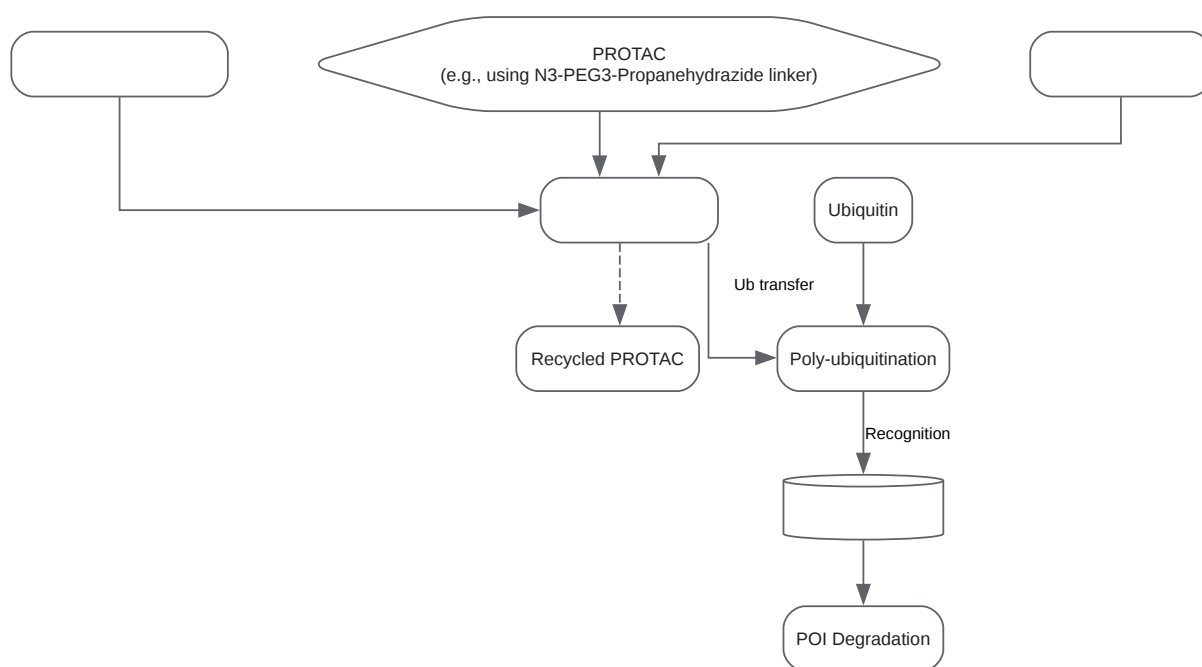 PROTAC
(e.g., using N3-PEG3-Propanehydrazide linker)
Ubiquitin
Ub transfer
Recycled PROTAC
Poly-ubiquitination
Recognition
POI Degradation